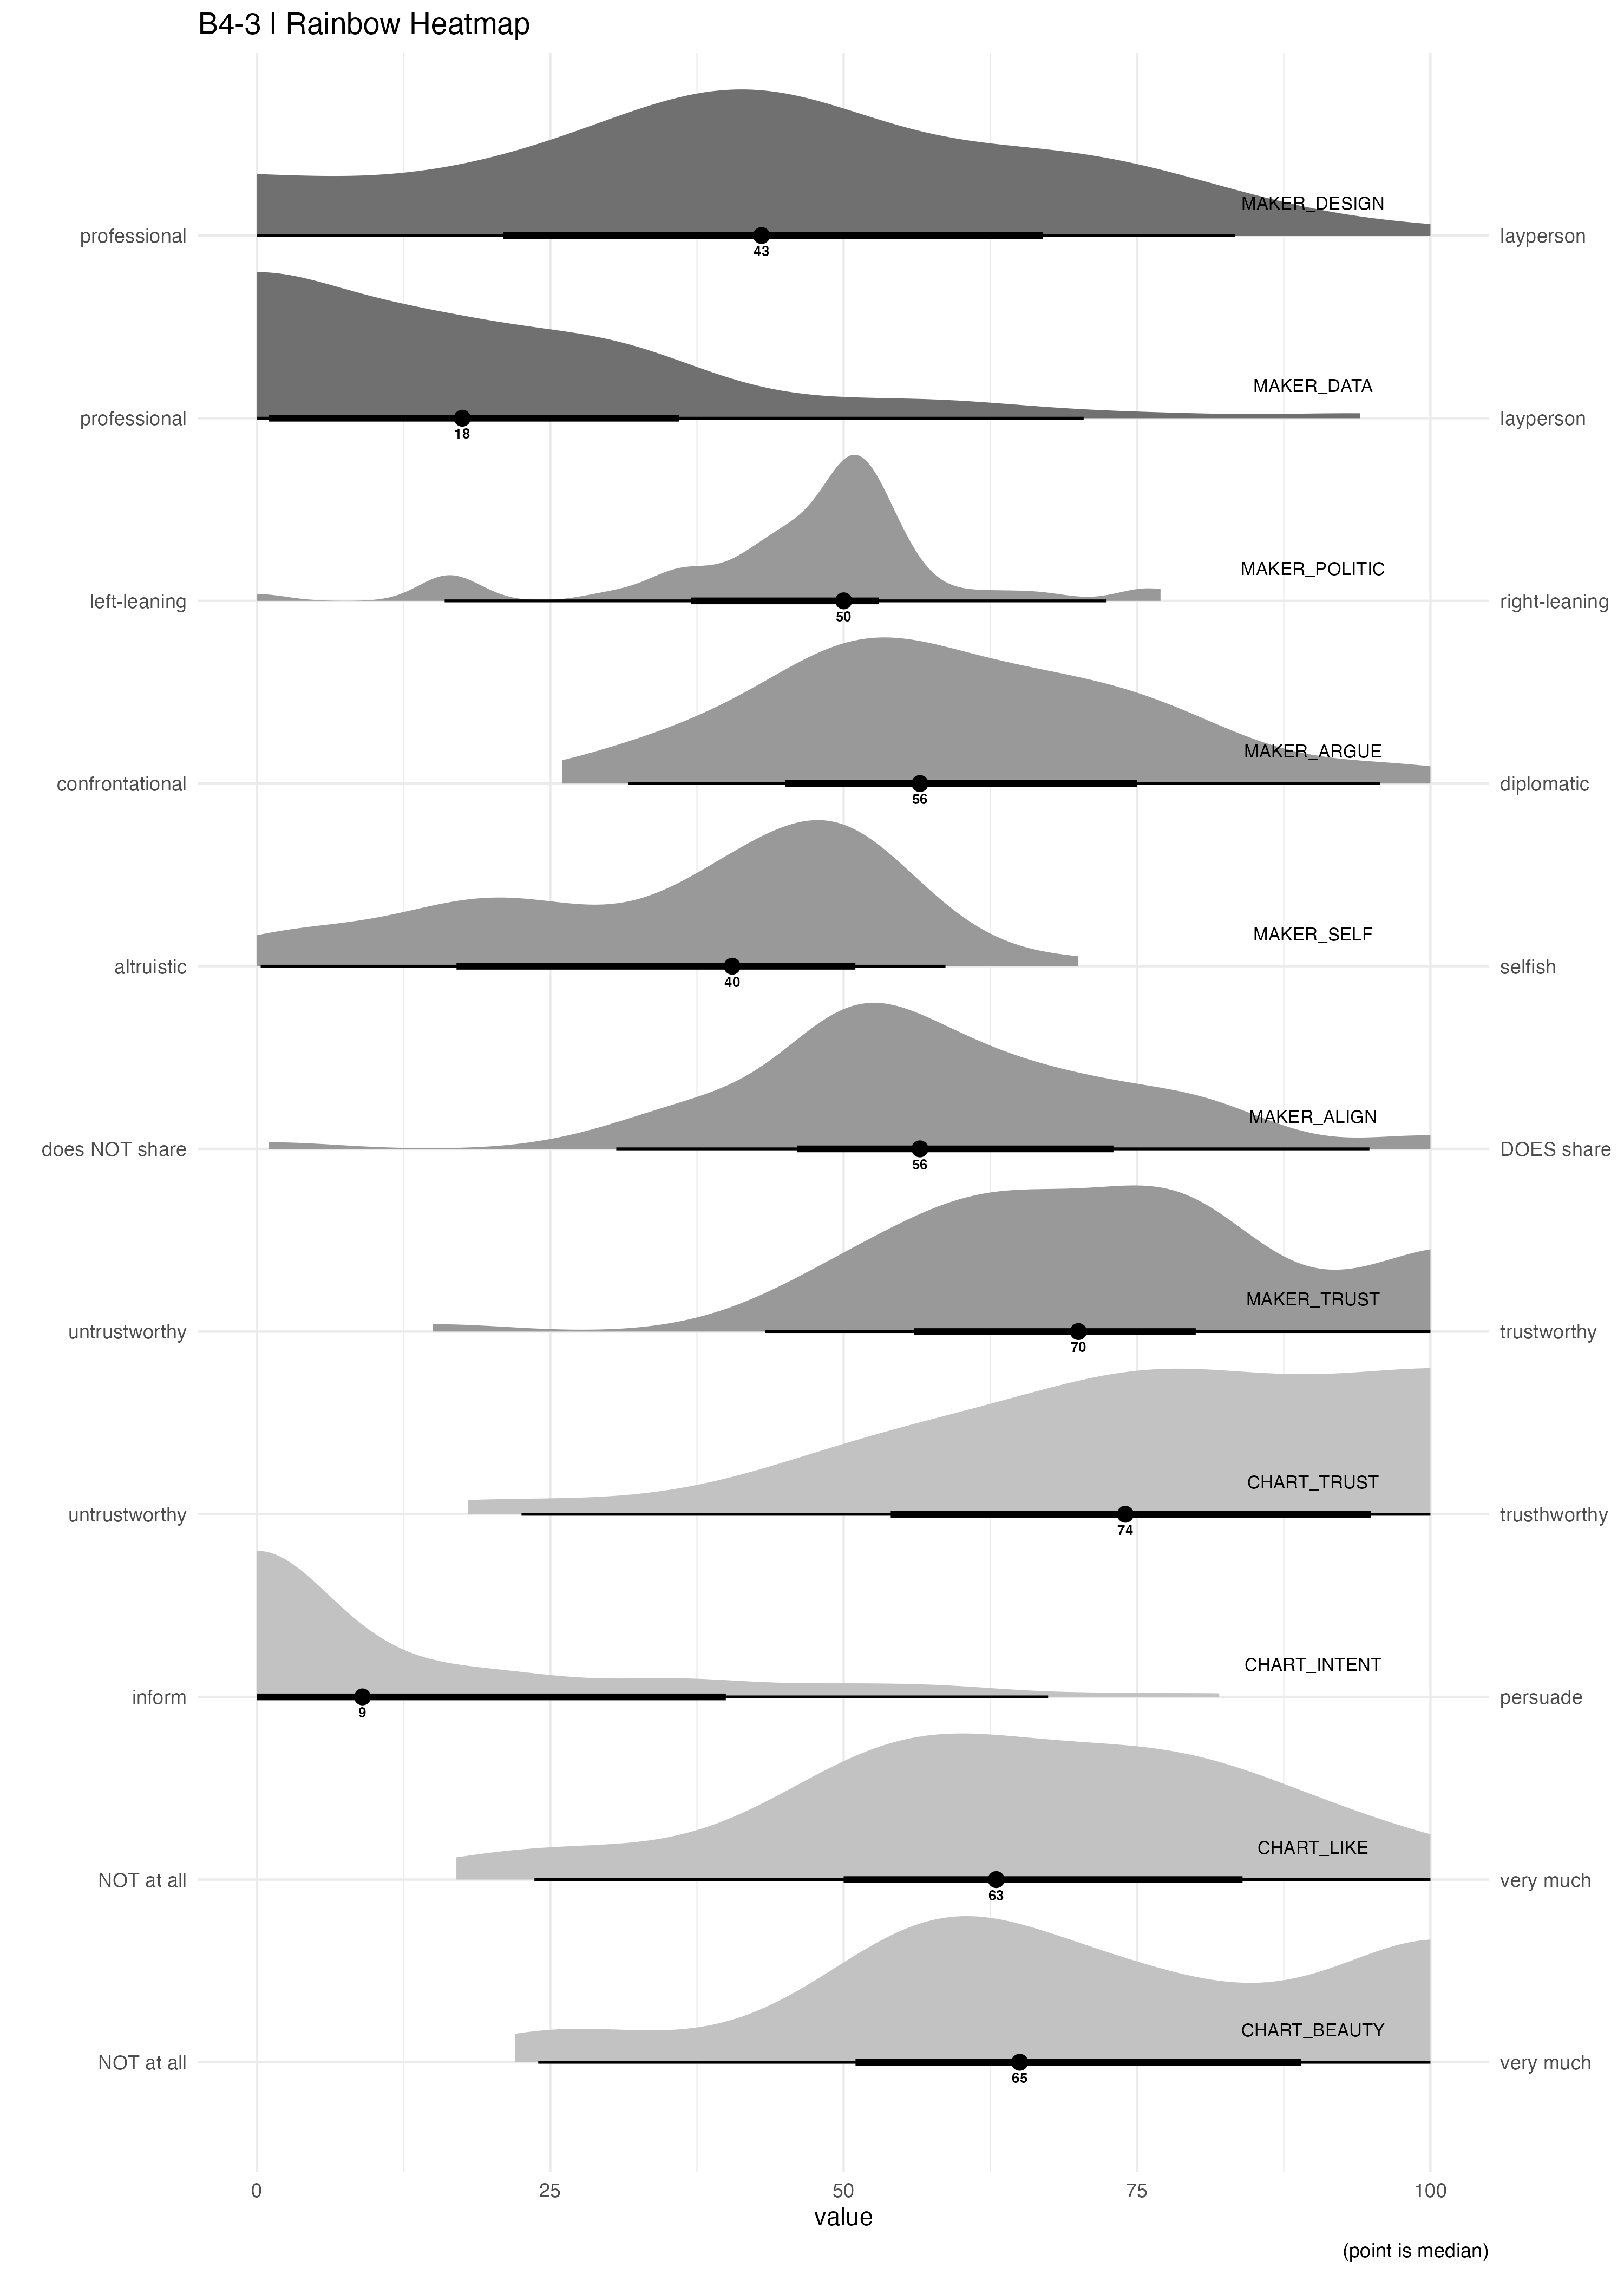 B4-3 | Rainbow Heatmap
MAKER_DESIGN
professional
layperson
43
MAKER_DATA
professional
layperson
18
MAKER_POLITIC
left-leaning
right-leaning
50
MAKER_ARGUE
confrontational
diplomatic
56
MAKER_SELF
altruistic
selfish
40
MAKER_ALIGN
does NOT share
DOES share
56
MAKER_TRUST
untrustworthy
trustworthy
70
CHART_TRUST
untrustworthy
trusthworthy
74
CHART_INTENT
inform
persuade
9
CHART_LIKE
NOT at all
very much
63
CHART_BEAUTY
NOT at all
very much
65
0 25 50 75 100
value
(point is median)